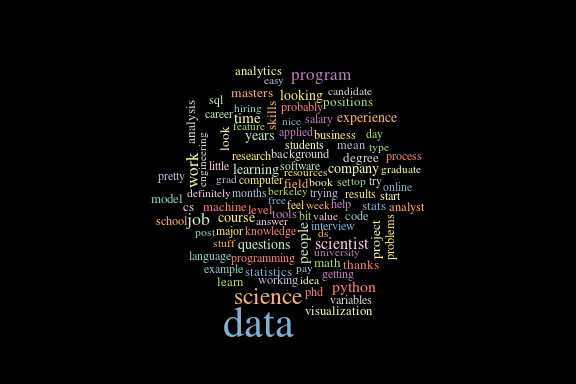 analytics
program
easy
masters
looking
candidate
positions
sql
hiring
skills
probably
analysis
career
time
nice
salary
experience
feature
look
years
applied
business
day
engineering
students
mean
type
research
background
degree
process
work
little
learning
software
company
graduate
resources
pretty
grad
computer
field
book
set
top
try
online
definitely
months
berkeley
trying
results
start
model
free
cs
machine
level
feel
week
help
stats
analyst
tools
school
job
course
answer
bit
value
code
post
major
knowledge
people
interview
ds
project
problems
stuff
questions
scientist
university
language
programming
math
thanks
example
statistics
pay
getting
learn
working
idea
python
science
phd
variables
data
visualization